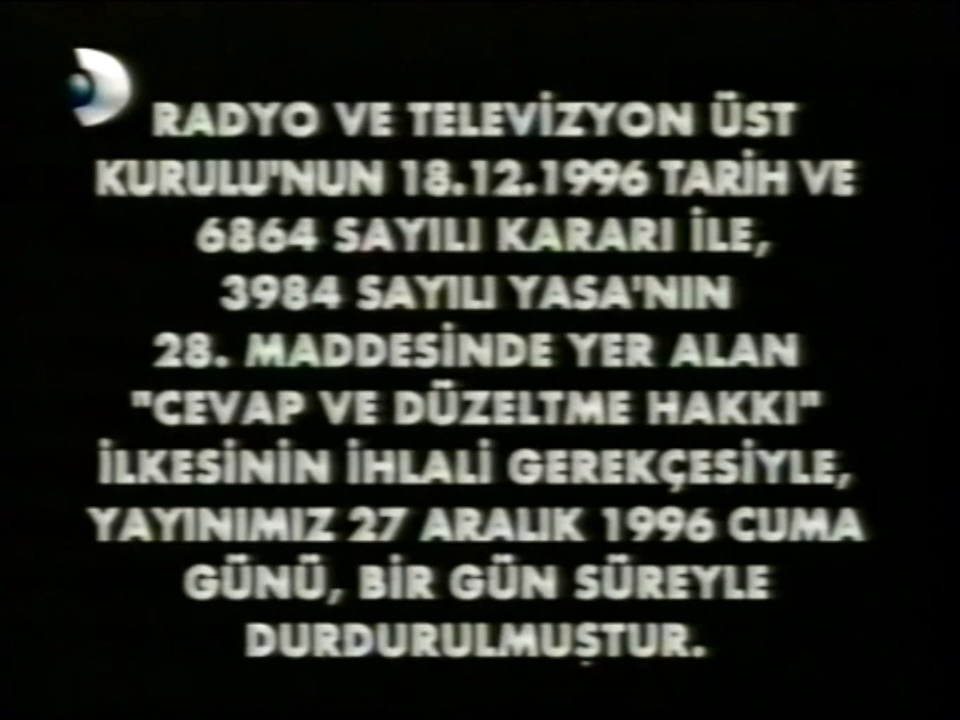 RADYO VE TELEVİZYON ÜST
KURULU'NUN 18.12.1996 TARİH VE
6864 SAYILI KARARI İLE,
3984 SAYILI YASA'NIN
28. MADDESİNDE YER ALAN
"CEVAP VE DÜZELTME HAKKI"
İLKESİNİN İHLALİ GEREKÇESİYLE,
YAYINIMIZ 27 ARALIK 1996 CUMA
GÜNÜ, BİR GÜN SÜREYLE
DURDURULMUŞTUR.